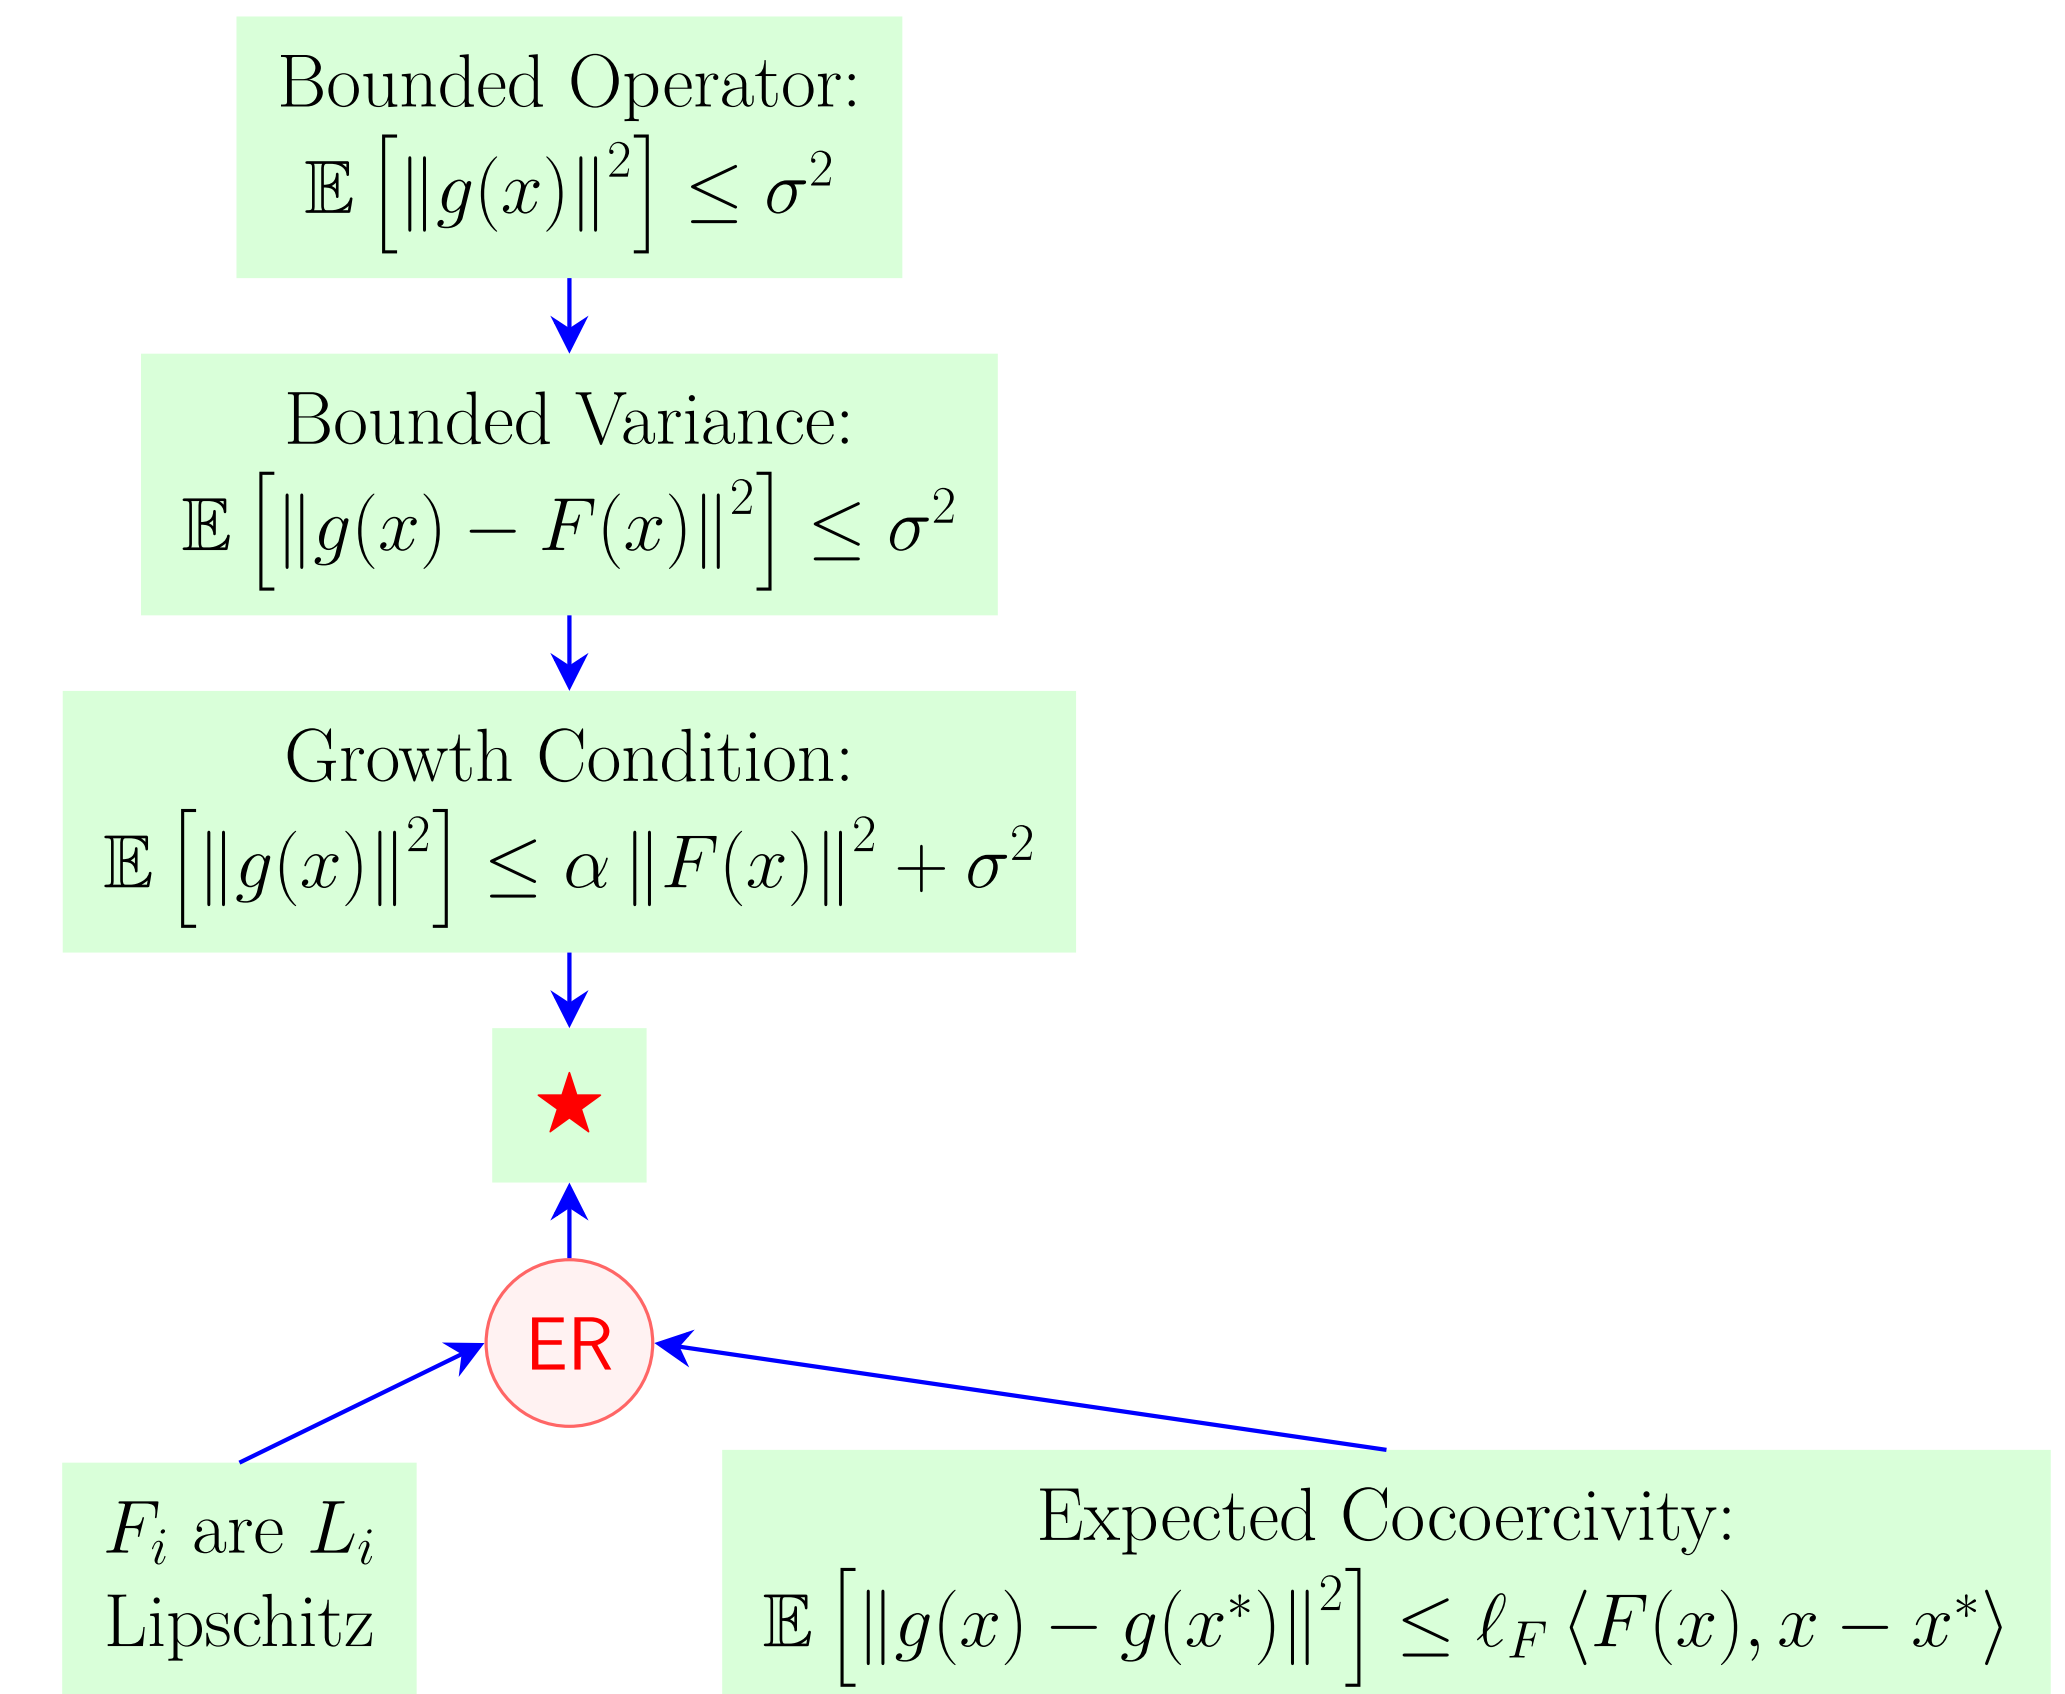 Bounded Operator:
𝔼 [‖g(x)‖²] ≤ σ²
Bounded Variance:
𝔼 [‖g(x) − F(x)‖²] ≤ σ²
Growth Condition:
𝔼 [‖g(x)‖²] ≤ α ‖F(x)‖² + σ²
★
ER
Fᵢ are Lᵢ
Lipschitz
Expected Cocoercivity:
𝔼 [‖g(x) − g(x*)‖²] ≤ ℓ_F ⟨F(x), x − x*⟩